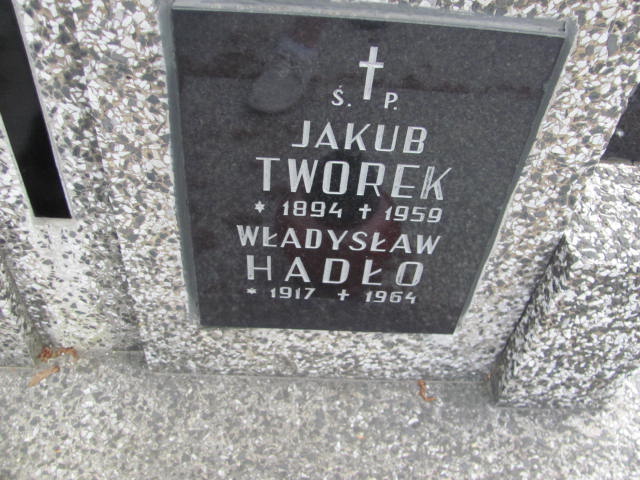 Ś. P.
JAKUB
TWOREK
* 1894 † 1959
WŁADYSŁAW
HADŁO
* 1917 † 1964